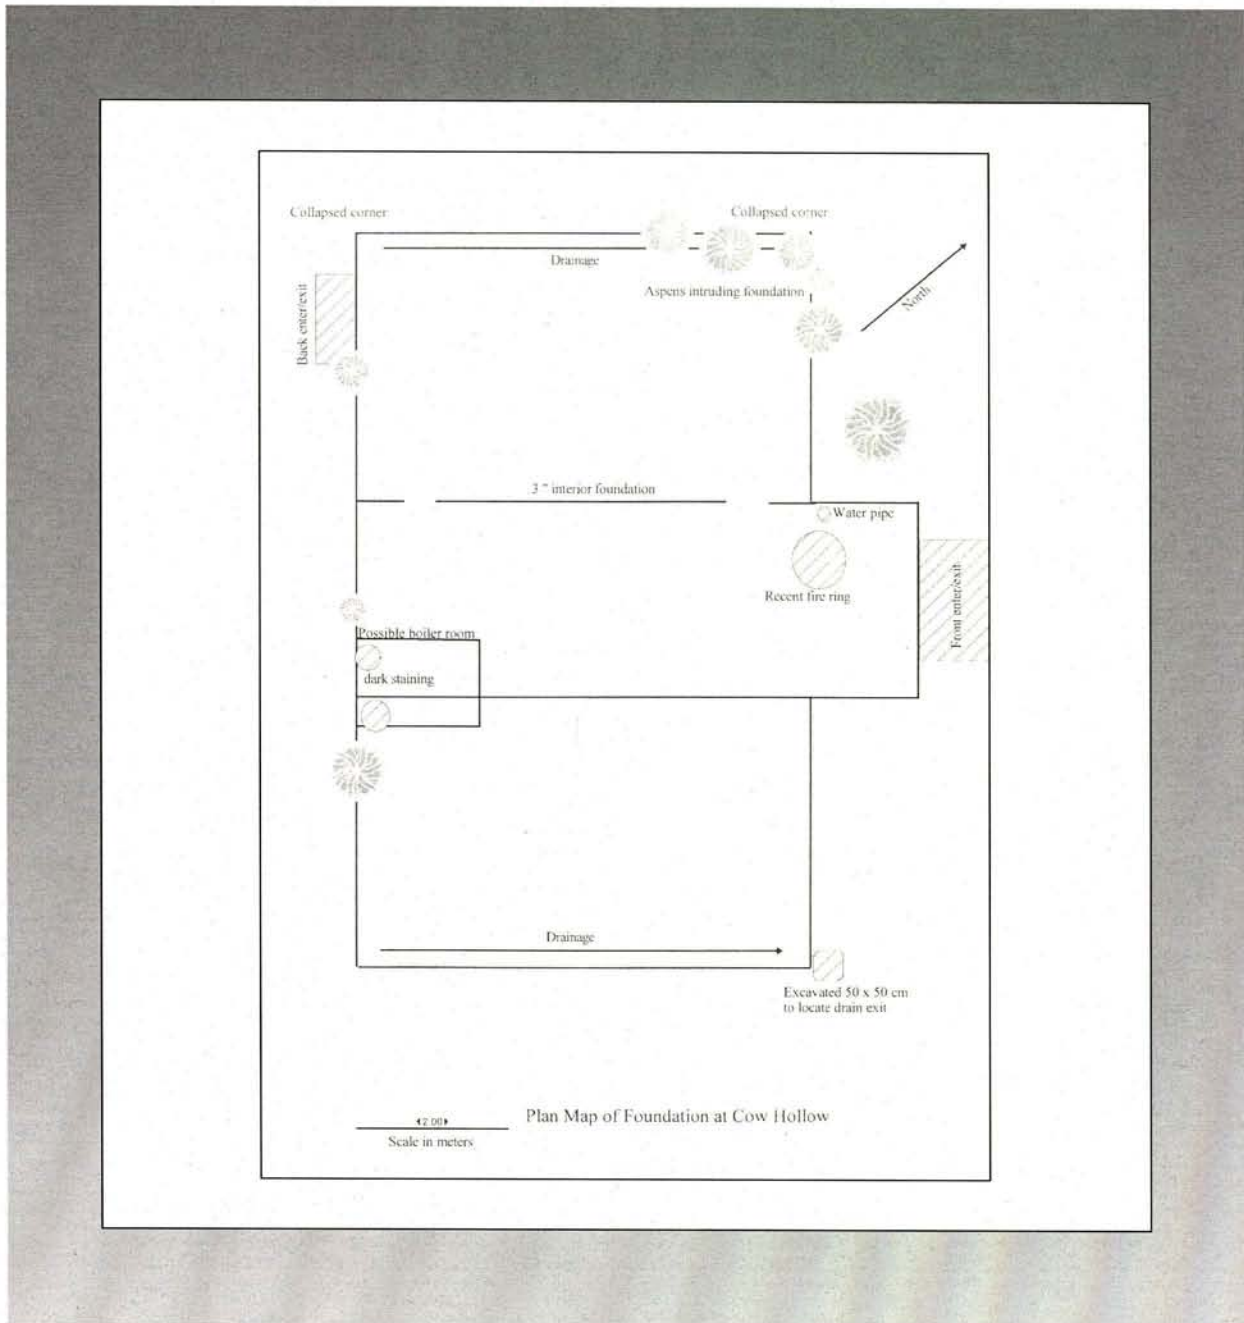 Collapsed corner
Collapsed corner
Drainage
Aspens intruding foundation
North
Back enter/exit
3 " interior foundation
Water pipe
Recent fire ring
Front enter/exit
Possible boiler room
dark staining
Drainage
Excavated 50 x 50 cm
to locate drain exit
2.00
Scale in meters
Plan Map of Foundation at Cow Hollow